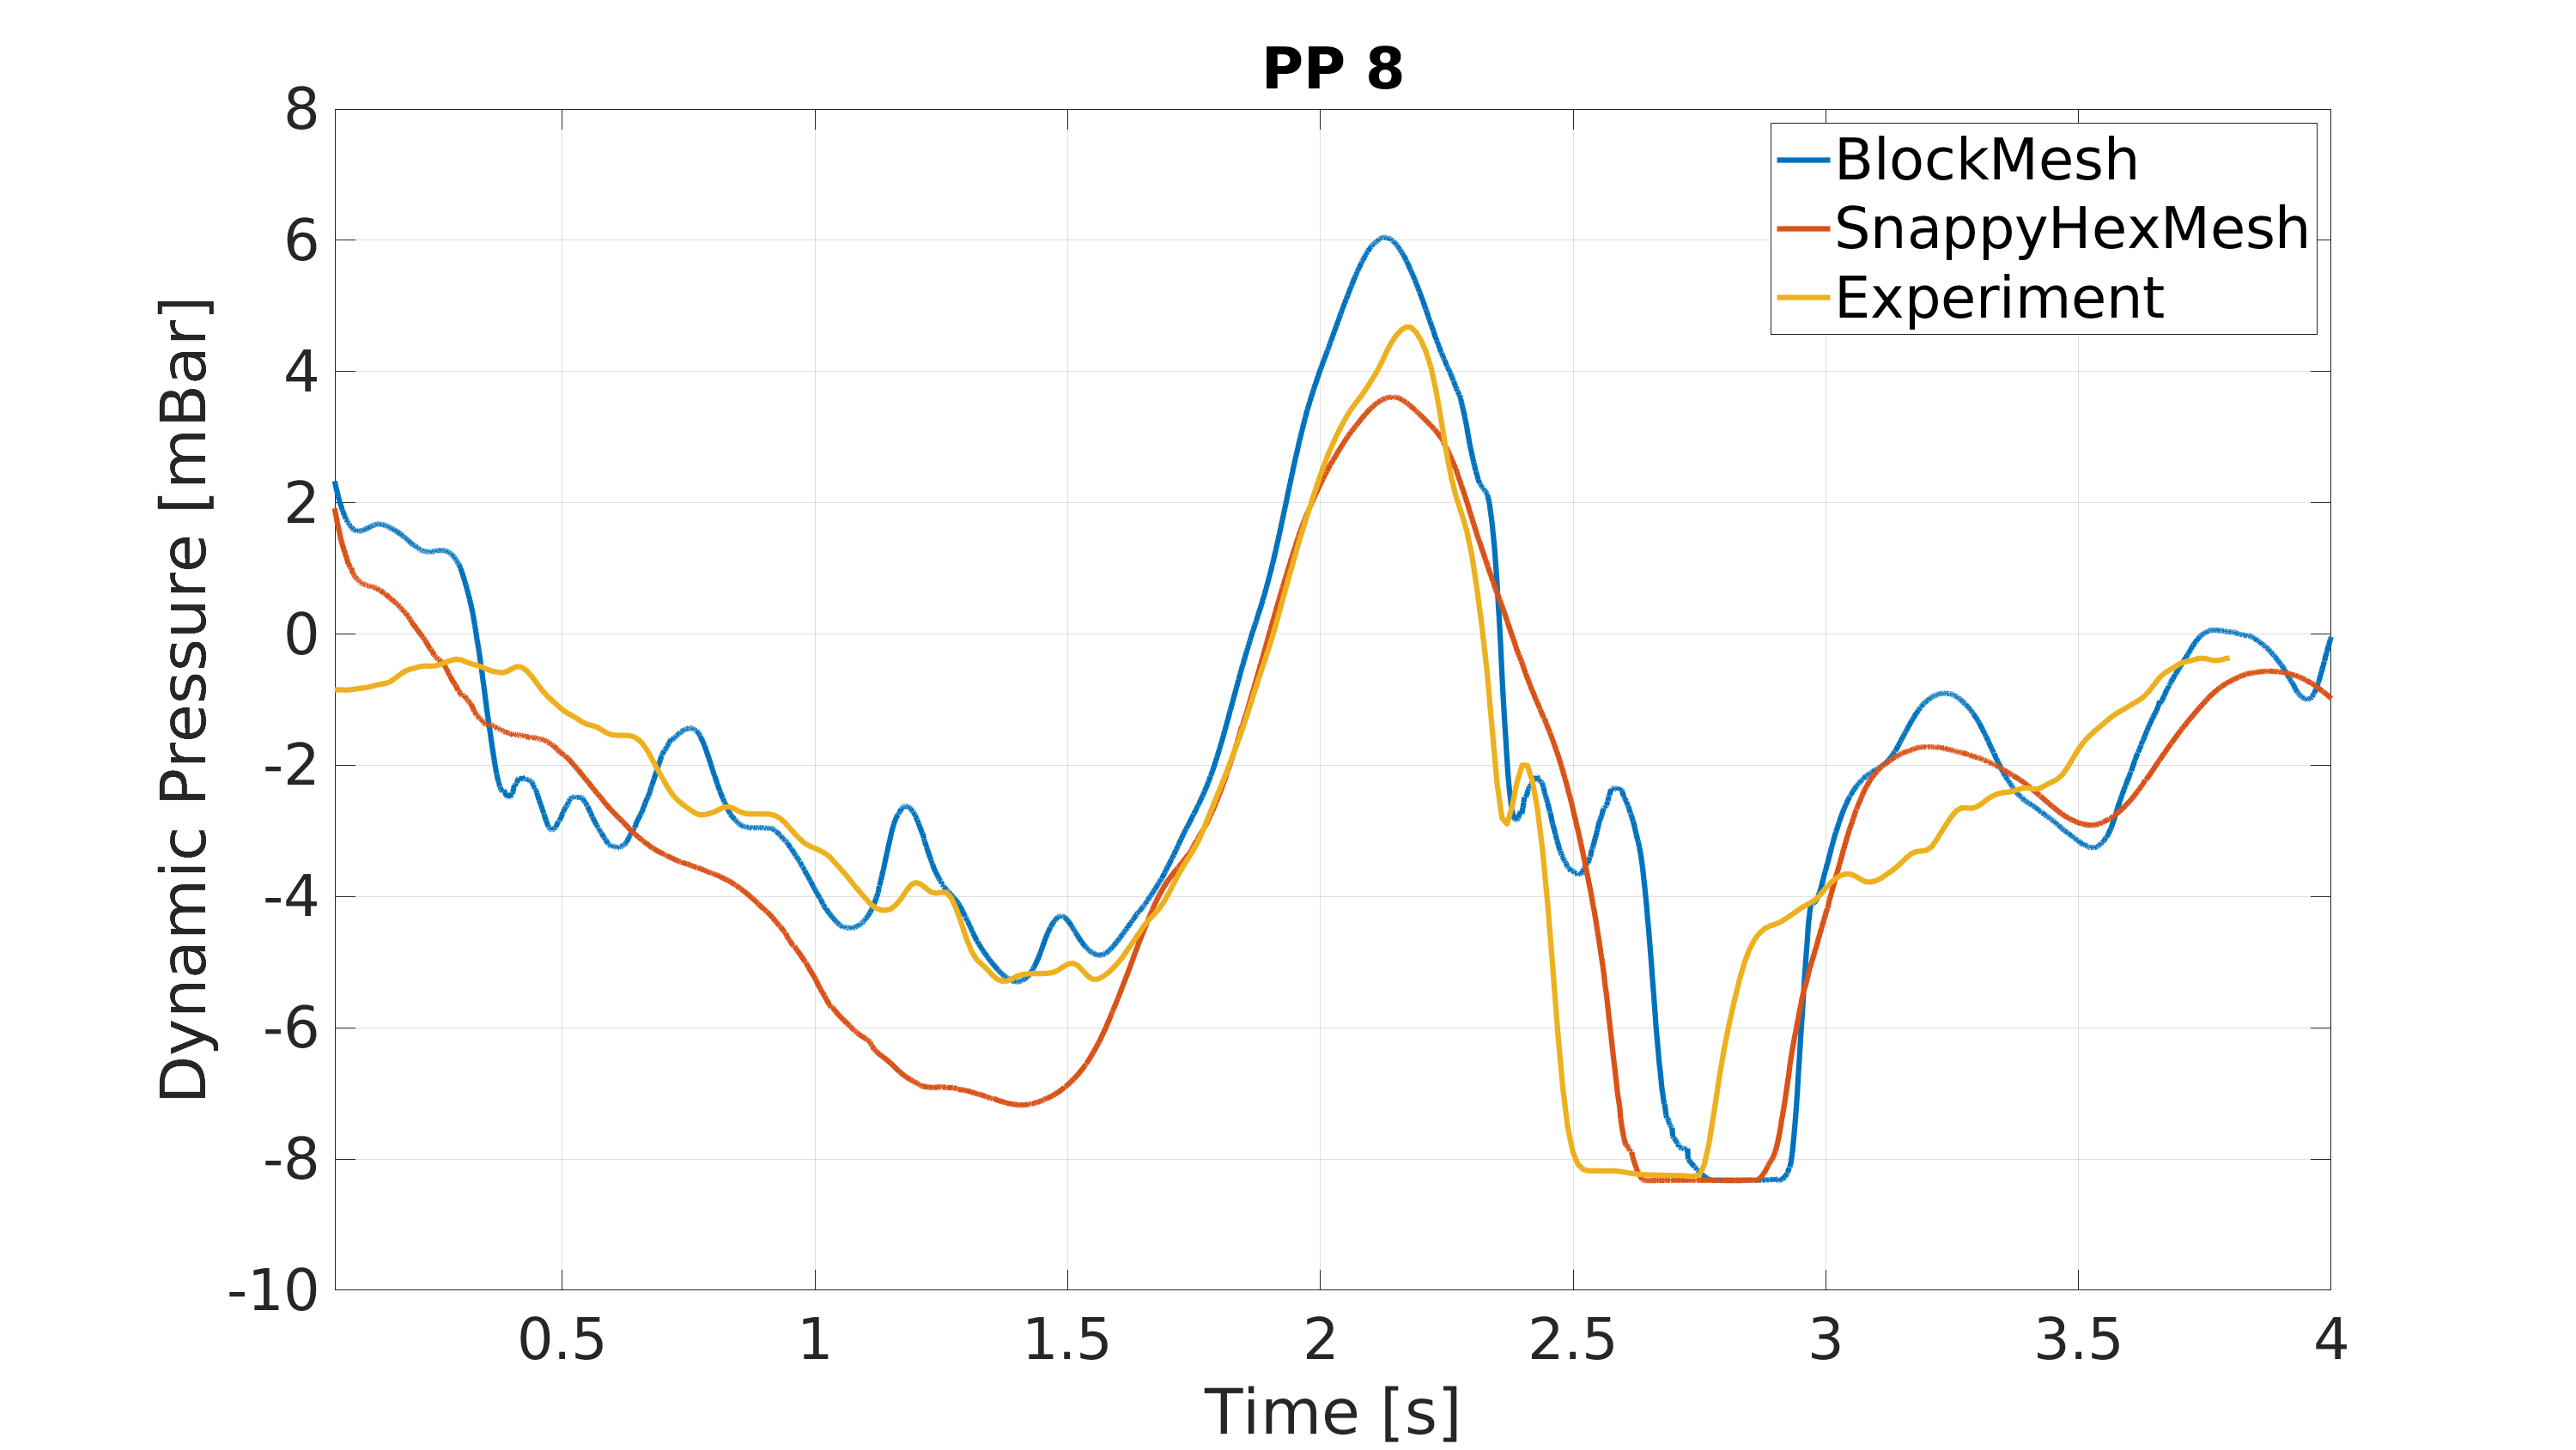 PP 8
8
6
4
2
0
-2
-4
-6
-8
-10
Dynamic Pressure [mBar]
BlockMesh
SnappyHexMesh
Experiment
0.5 1 1.5 2 2.5 3 3.5 4
Time [s]